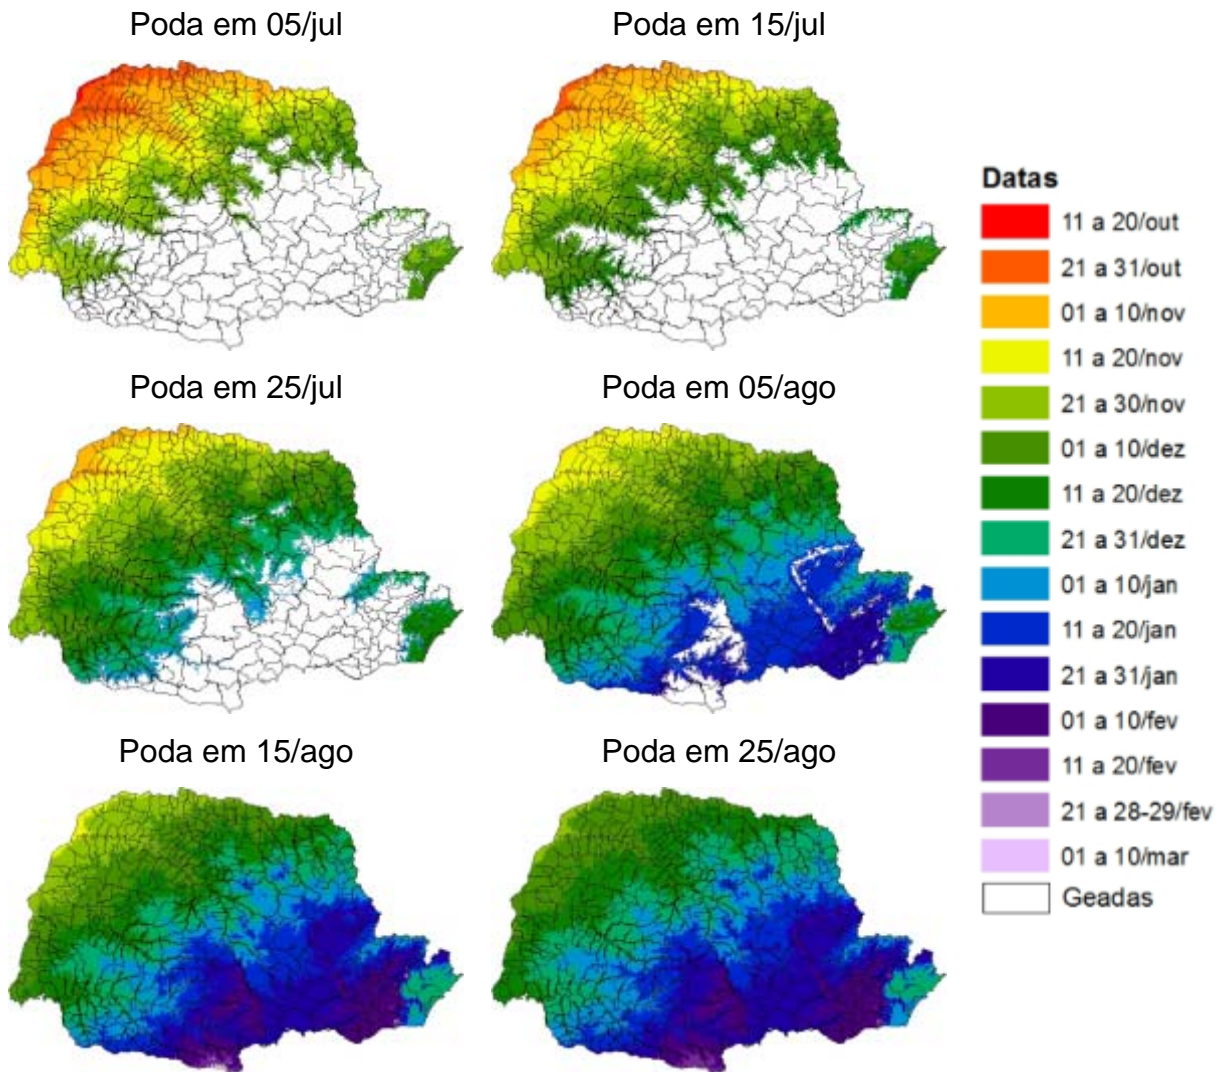 Poda em 05/jul
Poda em 15/jul
Poda em 25/jul
Poda em 05/ago
Poda em 15/ago
Poda em 25/ago
Datas
11 a 20/out
21 a 31/out
01 a 10/nov
11 a 20/nov
21 a 30/nov
01 a 10/dez
11 a 20/dez
21 a 31/dez
01 a 10/jan
11 a 20/jan
21 a 31/jan
01 a 10/fev
11 a 20/fev
21 a 28-29/fev
01 a 10/mar
Geadas